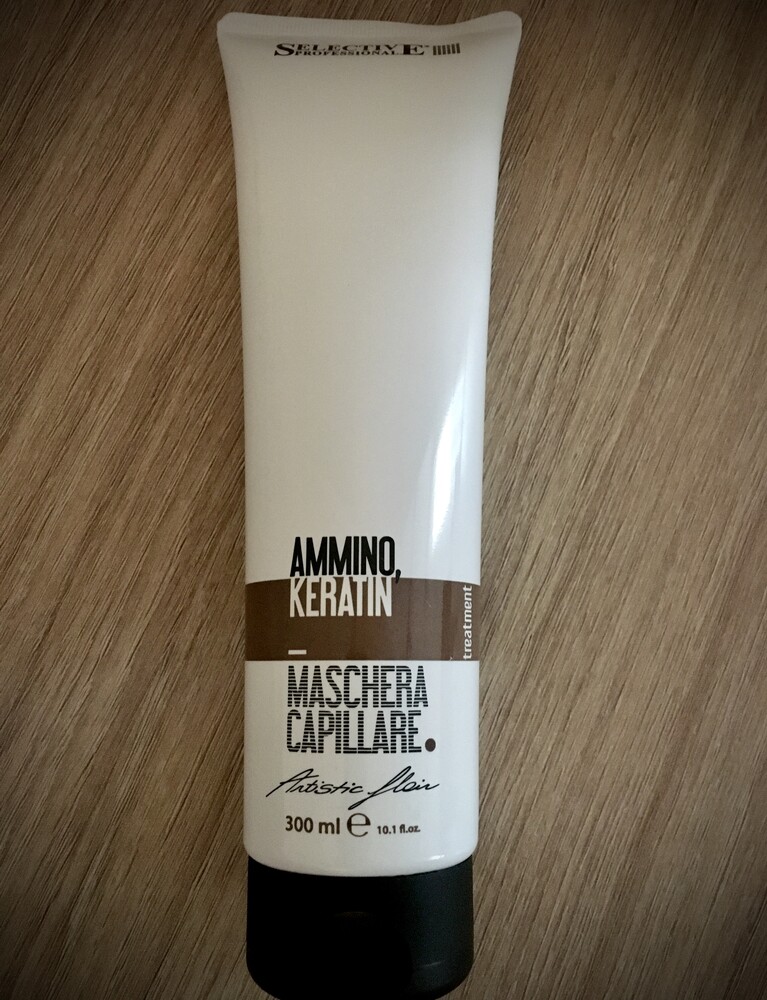 SELECTIVE
PROFESSIONAL
AMMINO,
KERATIN
treatment
MASCHERA
CAPILLARE.
Artistic flair
300 ml e 10.1 fl.oz.